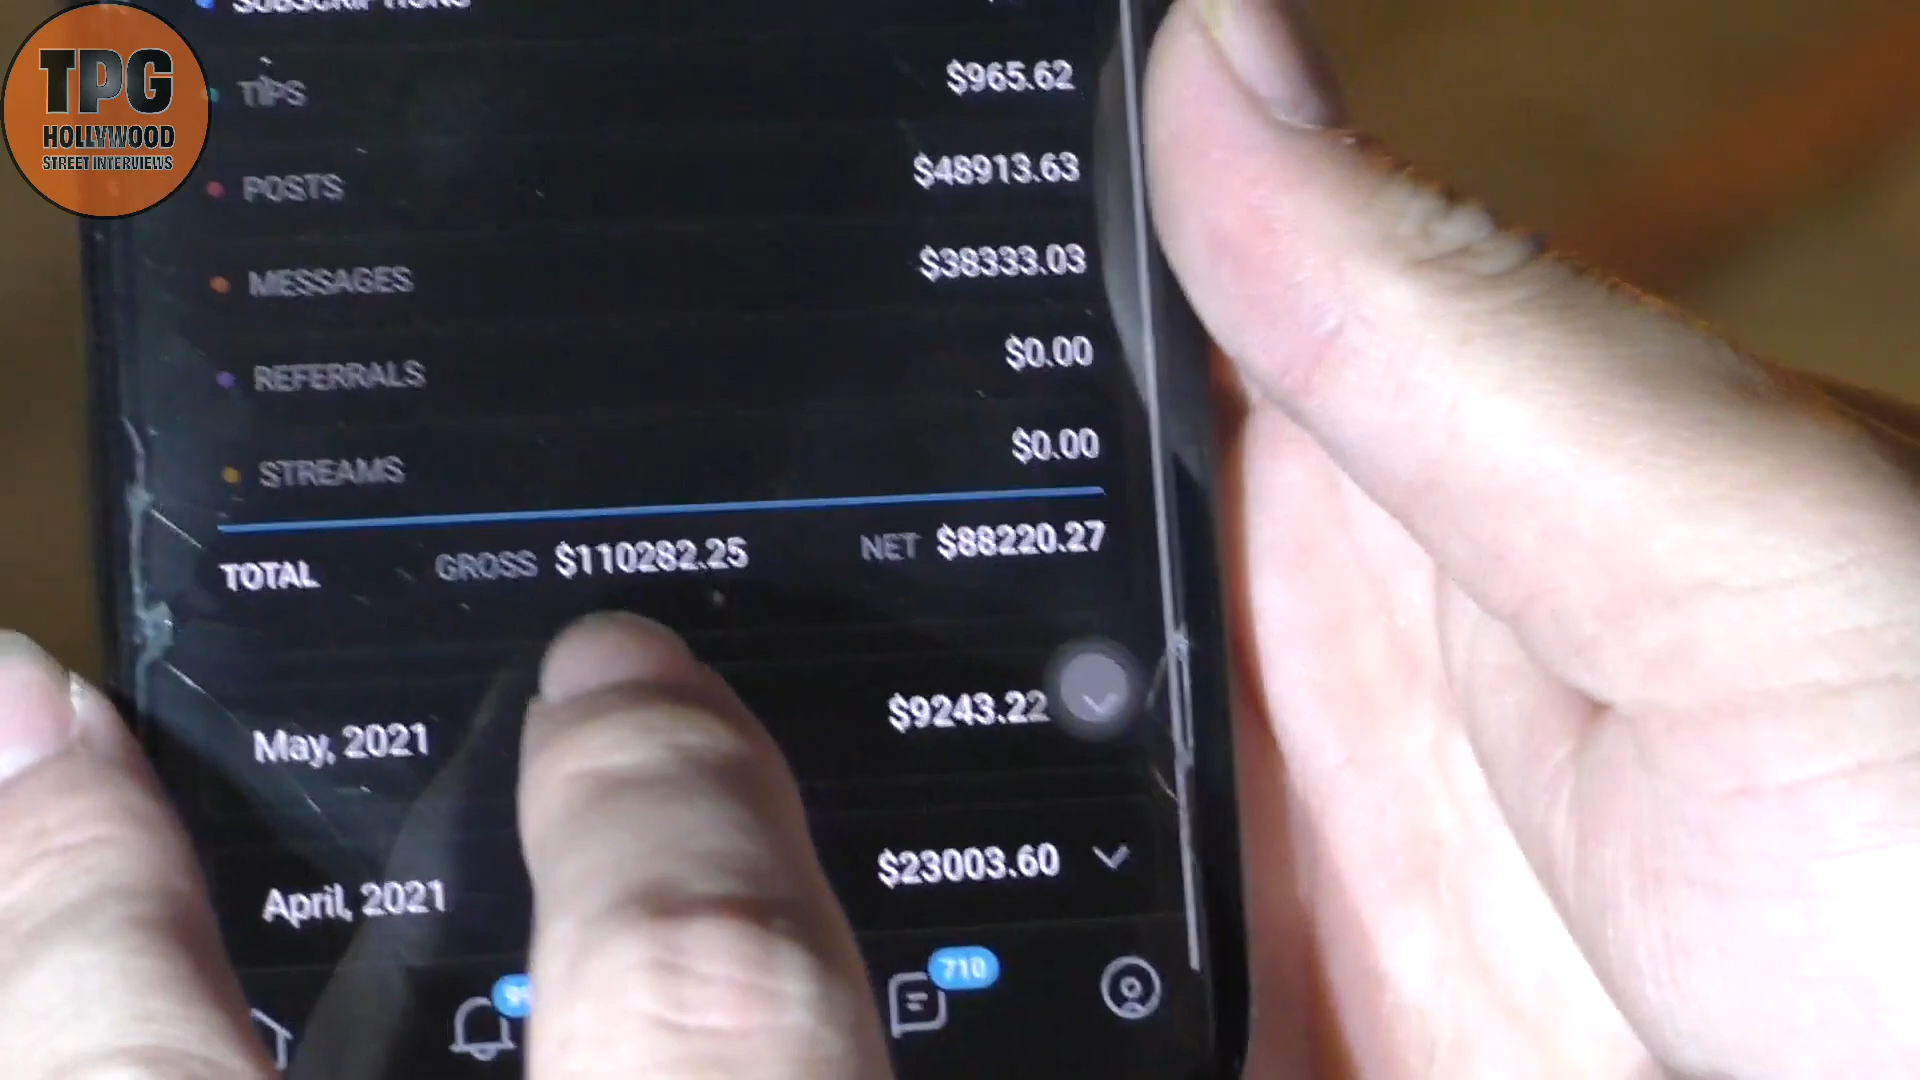 TPG
HOLLYWOOD
STREET INTERVIEWS
SUBSCRIPTIONS
TIPS $965.62
POSTS $48913.63
MESSAGES $38333.03
REFERRALS $0.00
STREAMS $0.00
TOTAL GROSS $110282.25 NET $88220.27
May, 2021 $9243.22
April, 2021 $23003.60
710